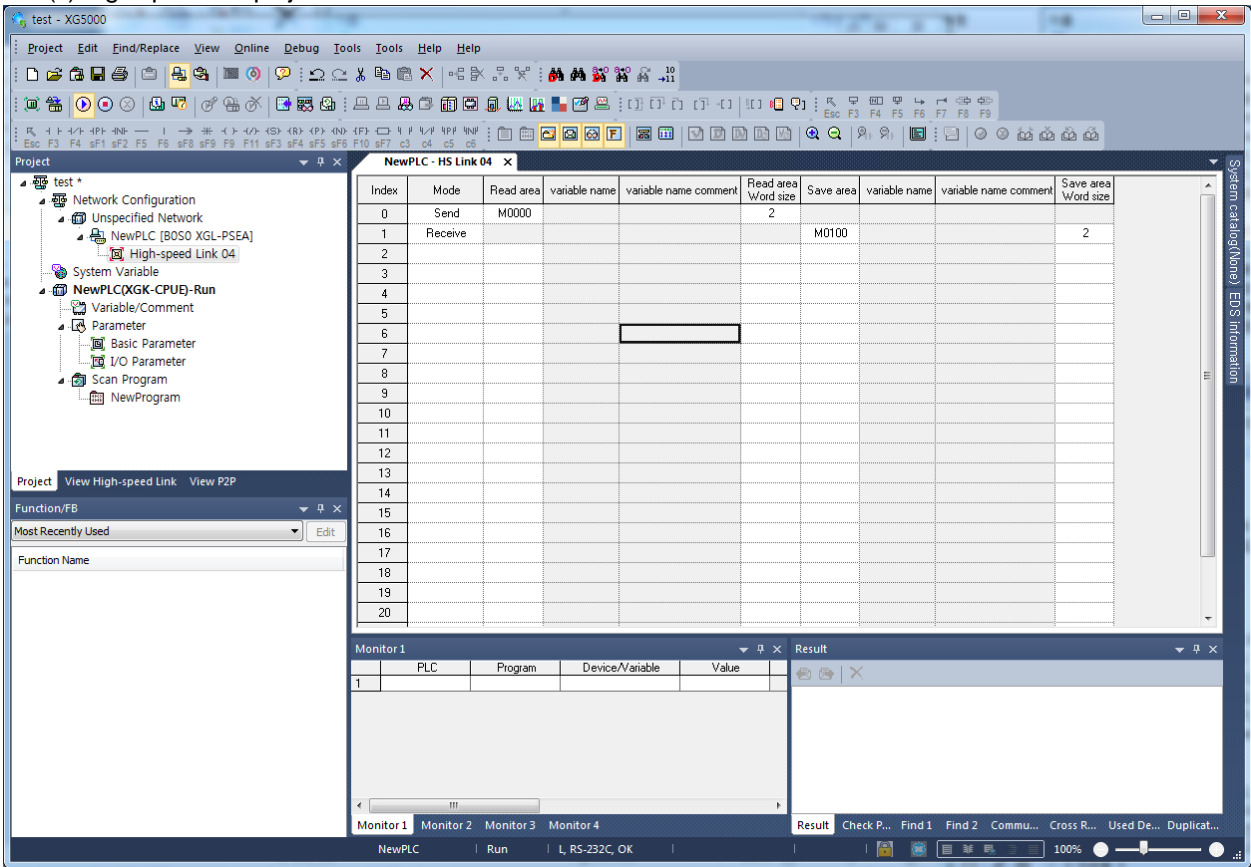 test - XG5000
Project Edit Find/Replace View Online Debug Tools Tools Help Help
Esc F3 F4 F5 F6 F7 F8 F9
Esc F3 F4 sF1 sF2 F5 F6 sF8 sF9 F9 F11 sF3 sF4 sF5 sF6 F10 sF7 c3 c4 c5 c6
Project
test *
Network Configuration
Unspecified Network
NewPLC [B0S0 XGL-PSEA]
High-speed Link 04
System Variable
NewPLC(XGK-CPUE)-Run
Variable/Comment
Parameter
Basic Parameter
I/O Parameter
Scan Program
NewProgram
Project View High-speed Link View P2P
Function/FB
Most Recently Used Edit
Function Name
NewPLC - HS Link 04
Index Mode Read area variable name variable name comment Read area Word size Save area variable name variable name comment Save area Word size
0 Send M0000 2
1 Receive M0100 2
2
3
4
5
6
7
8
9
10
11
12
13
14
15
16
17
18
19
20
System catalog(None)
EDS information
Monitor 1
PLC Program Device/Variable Value
1
Monitor 1 Monitor 2 Monitor 3 Monitor 4
Result
Result Check P... Find 1 Find 2 Commu... Cross R... Used De... Duplicat...
NewPLC Run L, RS-232C, OK 100%